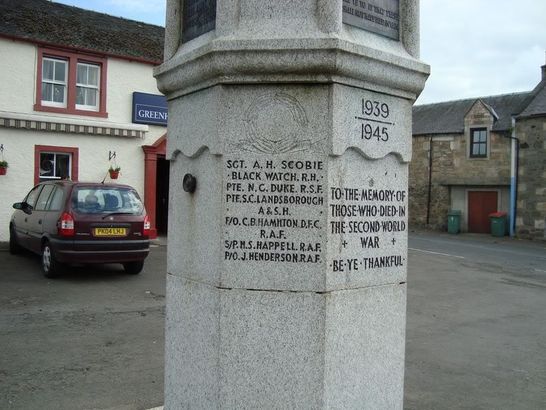 GREEN
1939
1945
SGT. A. H. SCOBIE
BLACK WATCH. R.H.
PTE. N. G. DUKE. R.S.F.
PTE. S.C. LANDSBOROUGH
A & S.H.
F/O. C.B. HAMILTON. D.F.C.
R.A.F.
S/P. H.S. HAPPELL. R.A.F.
P/O. J. HENDERSON. R.A.F.
TO·THE·MEMORY·OF
THOSE·WHO·DIED·IN
THE SECOND WORLD
+ WAR +
·BE·YE·THANKFUL·
PK04 LHJ